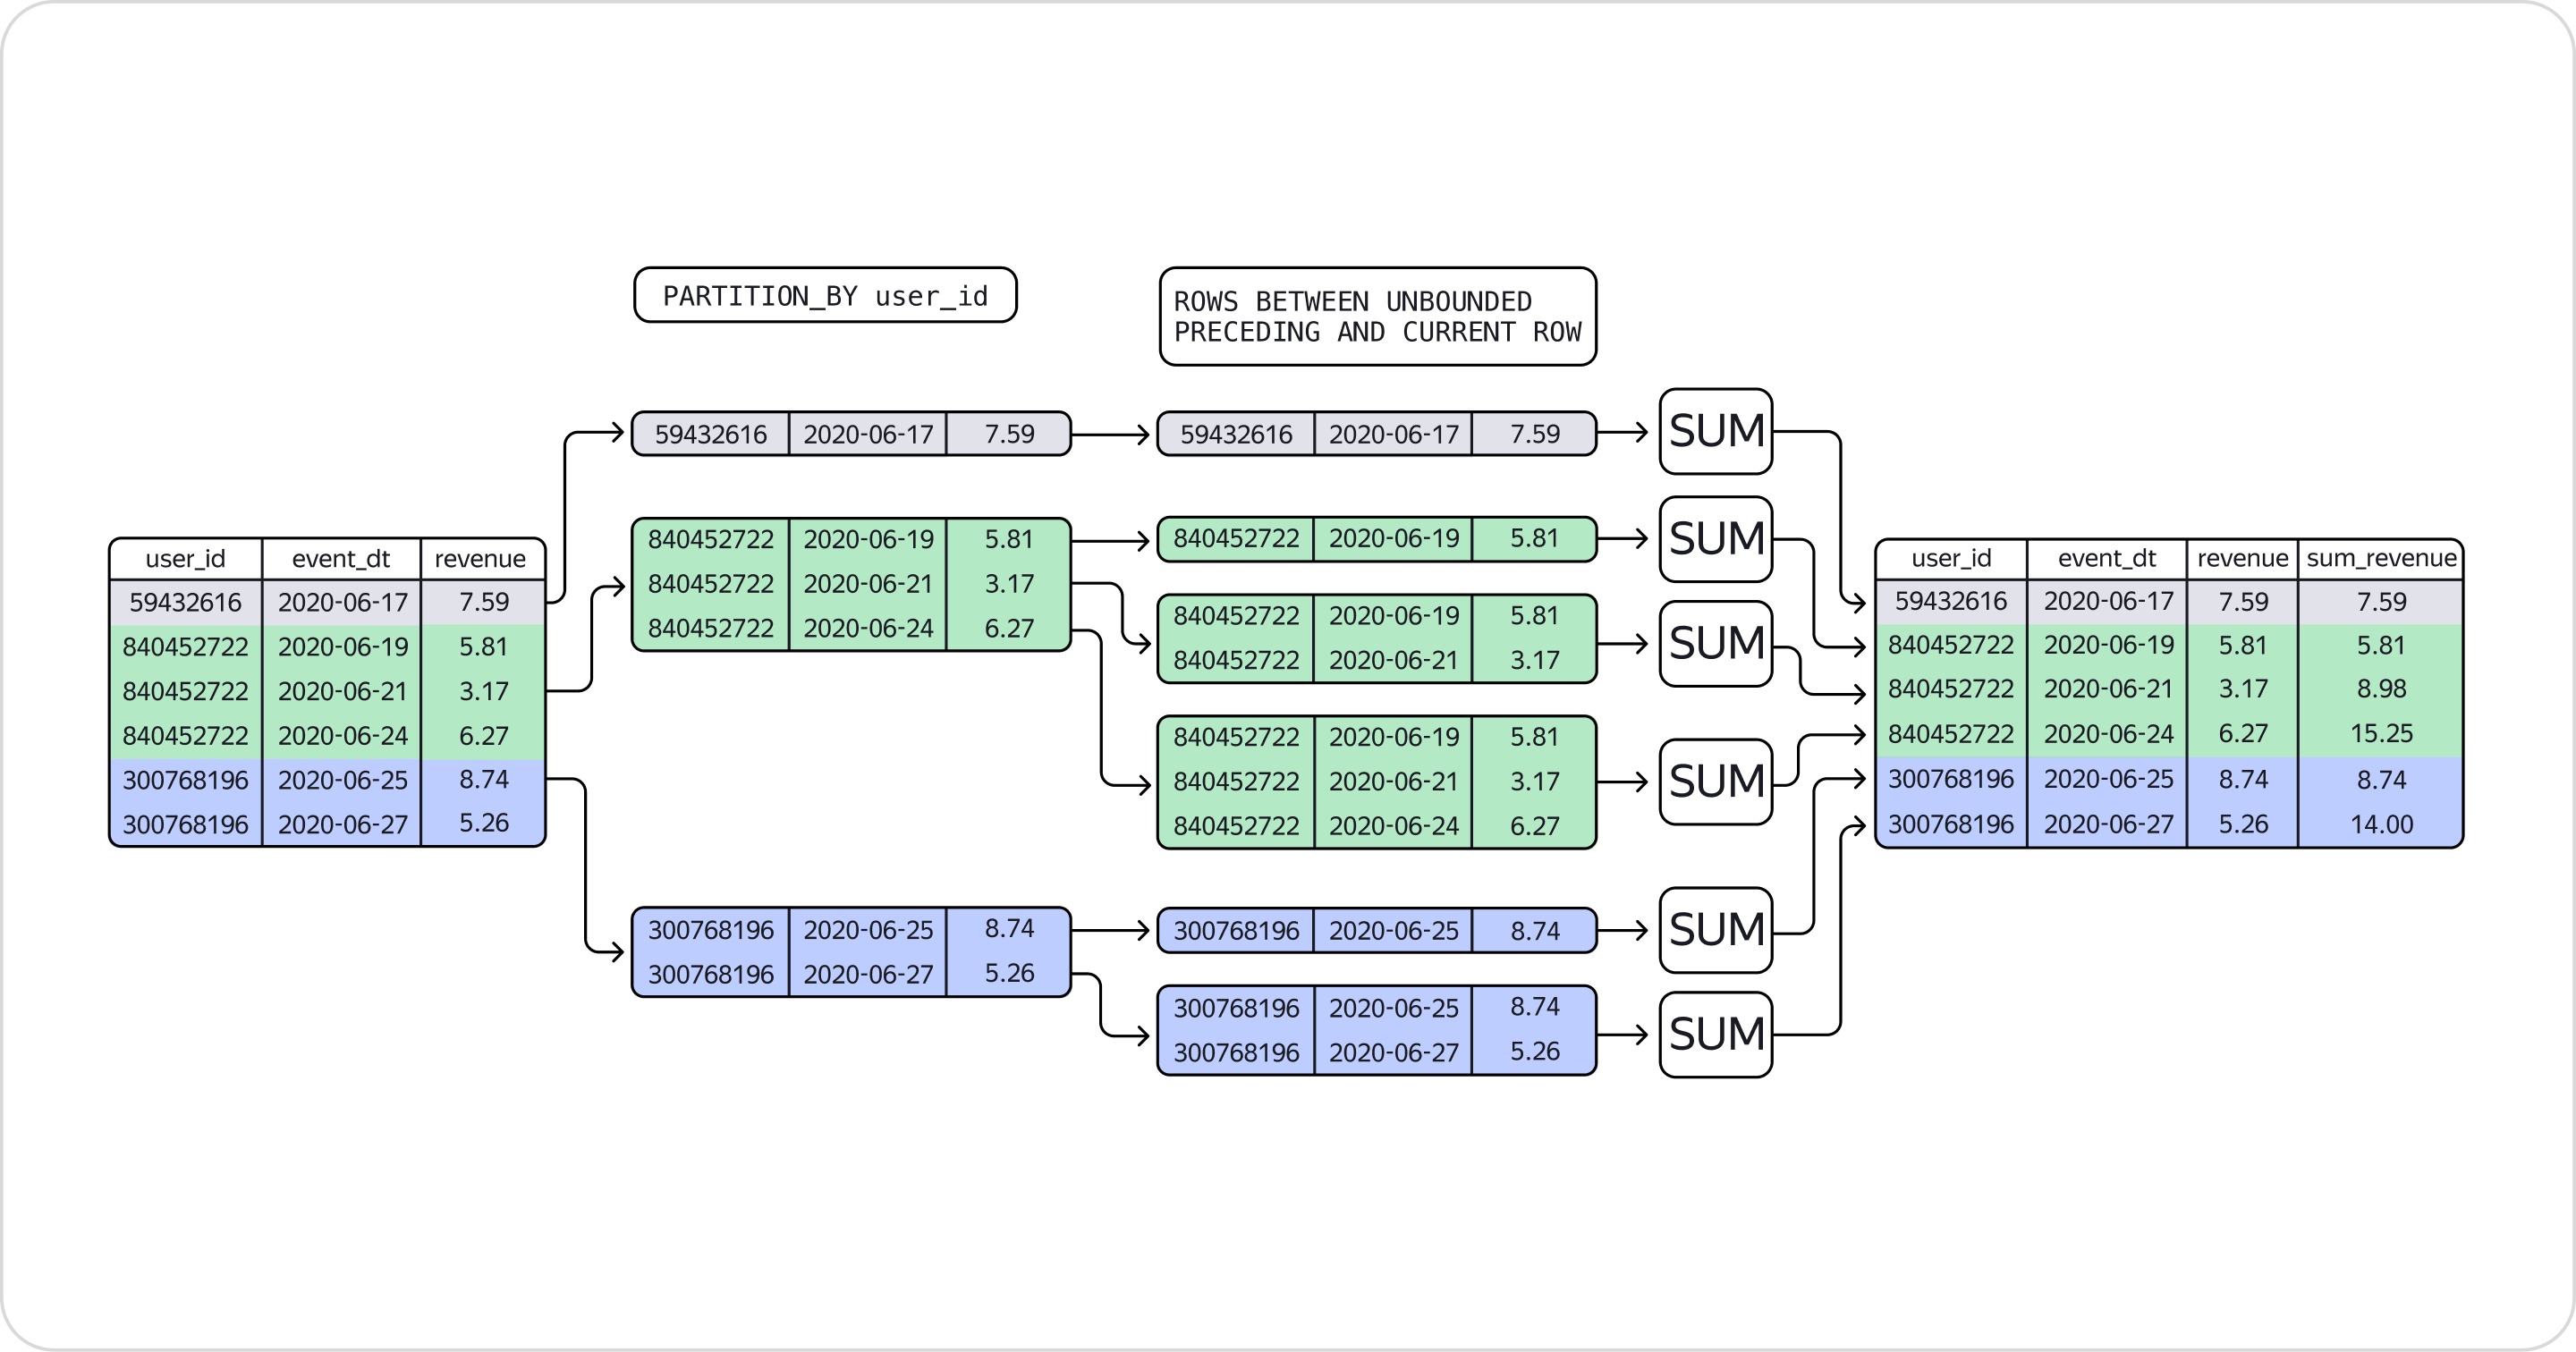 PARTITION_BY user_id
ROWS BETWEEN UNBOUNDED
PRECEDING AND CURRENT ROW
user_id event_dt revenue
59432616 2020-06-17 7.59
840452722 2020-06-19 5.81
840452722 2020-06-21 3.17
840452722 2020-06-24 6.27
300768196 2020-06-25 8.74
300768196 2020-06-27 5.26
59432616 2020-06-17 7.59
840452722 2020-06-19 5.81
840452722 2020-06-21 3.17
840452722 2020-06-24 6.27
300768196 2020-06-25 8.74
300768196 2020-06-27 5.26
59432616 2020-06-17 7.59
840452722 2020-06-19 5.81
840452722 2020-06-19 5.81
840452722 2020-06-21 3.17
840452722 2020-06-19 5.81
840452722 2020-06-21 3.17
840452722 2020-06-24 6.27
300768196 2020-06-25 8.74
300768196 2020-06-25 8.74
300768196 2020-06-27 5.26
SUM
SUM
SUM
SUM
SUM
SUM
user_id event_dt revenue sum_revenue
59432616 2020-06-17 7.59 7.59
840452722 2020-06-19 5.81 5.81
840452722 2020-06-21 3.17 8.98
840452722 2020-06-24 6.27 15.25
300768196 2020-06-25 8.74 8.74
300768196 2020-06-27 5.26 14.00